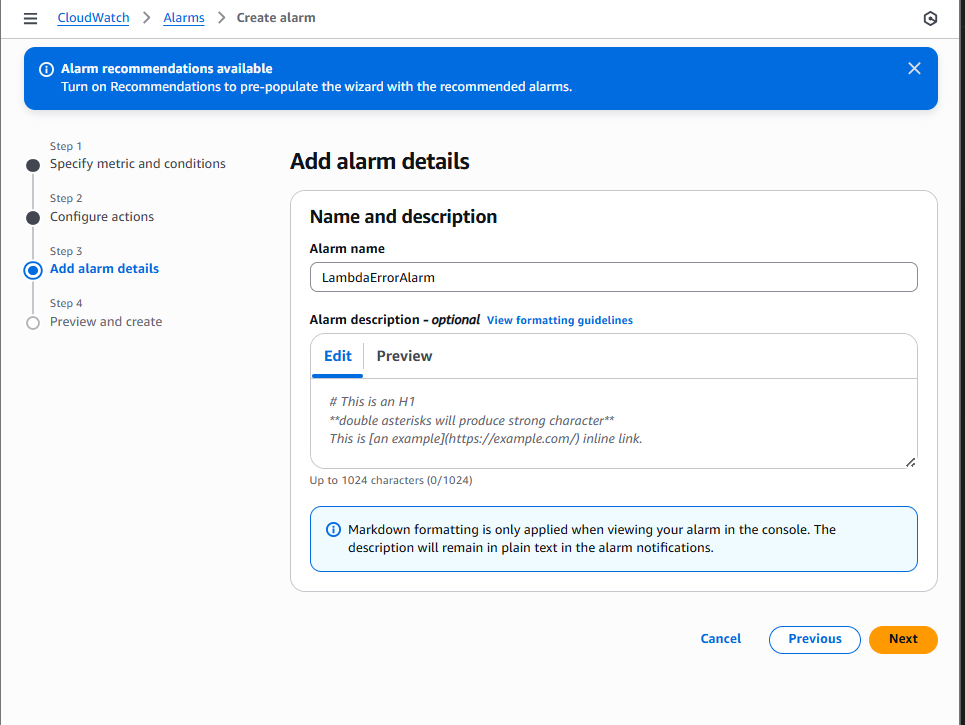 CloudWatch > Alarms > Create alarm
Alarm recommendations available
Turn on Recommendations to pre-populate the wizard with the recommended alarms.
Step 1
Specify metric and conditions
Step 2
Configure actions
Step 3
Add alarm details
Step 4
Preview and create
Add alarm details
Name and description
Alarm name
LambdaErrorAlarm
Alarm description - optional View formatting guidelines
Edit Preview
# This is an H1
**double asterisks will produce strong character**
This is [an example](https://example.com/) inline link.
Up to 1024 characters (0/1024)
Markdown formatting is only applied when viewing your alarm in the console. The
description will remain in plain text in the alarm notifications.
Cancel Previous Next